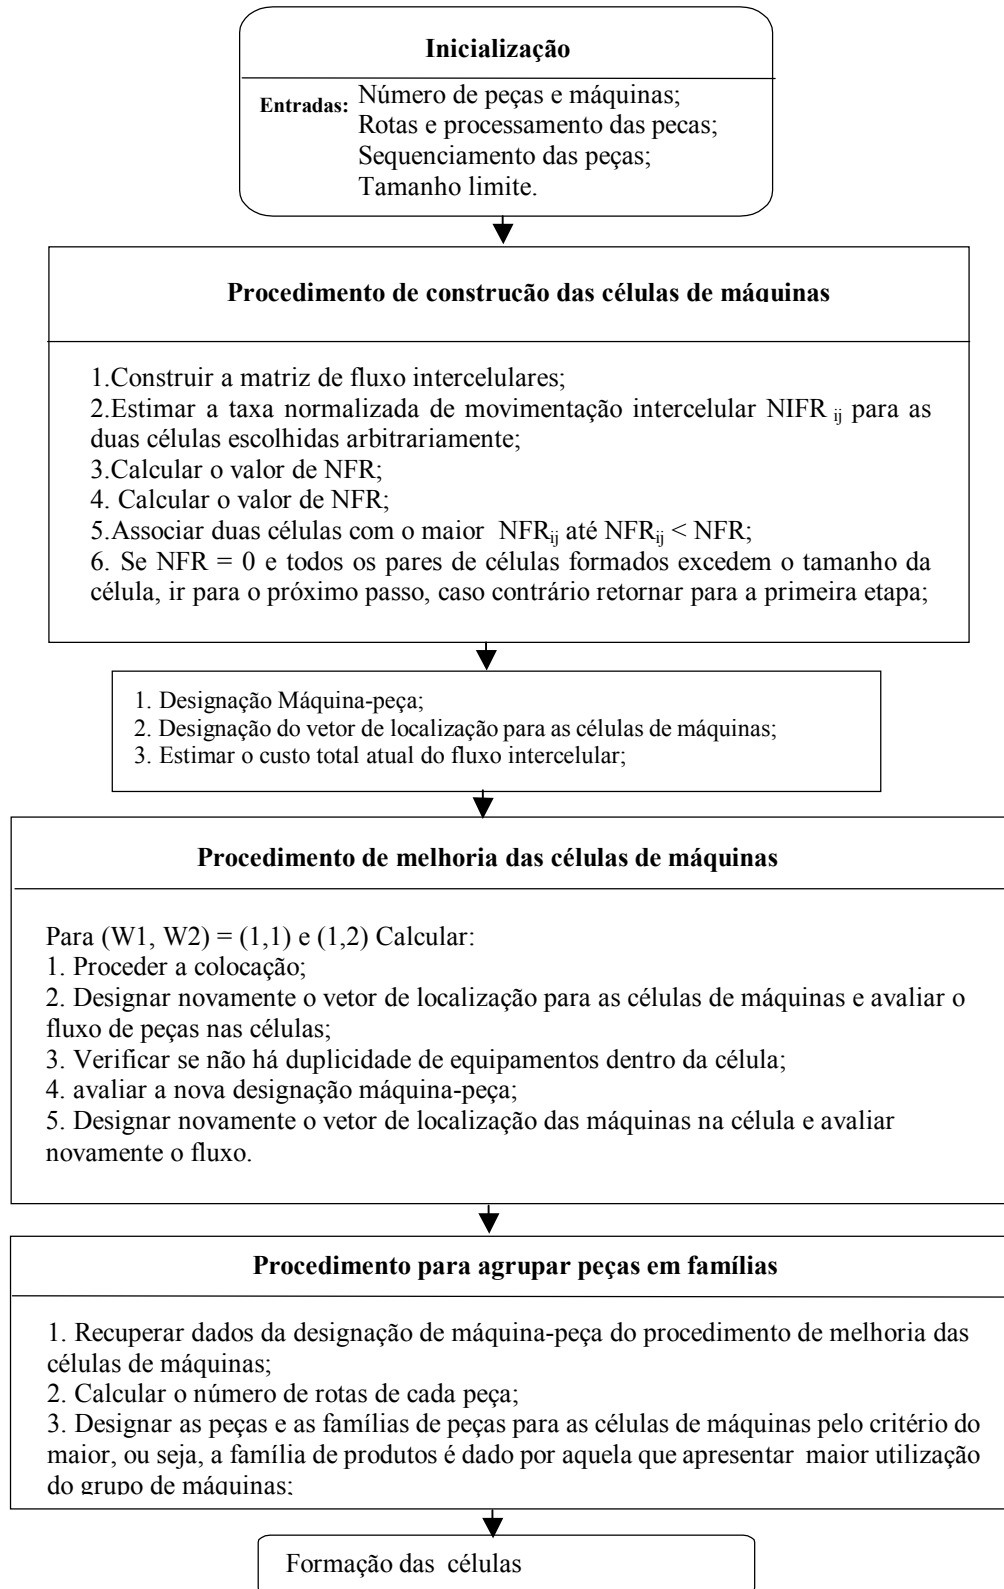 Inicialização
Entradas: Número de peças e máquinas;
Rotas e processamento das pecas;
Sequenciamento das peças;
Tamanho limite.
Procedimento de construção das células de máquinas
1.Construir a matriz de fluxo intercelulares;
2.Estimar a taxa normalizada de movimentação intercelular NIFR ij para as
duas células escolhidas arbitrariamente;
3.Calcular o valor de NFR;
4. Calcular o valor de NFR;
5.Associar duas células com o maior NFRij até NFRij < NFR;
6. Se NFR = 0 e todos os pares de células formados excedem o tamanho da
célula, ir para o próximo passo, caso contrário retornar para a primeira etapa;
1. Designação Máquina-peça;
2. Designação do vetor de localização para as células de máquinas;
3. Estimar o custo total atual do fluxo intercelular;
Procedimento de melhoria das células de máquinas
Para (W1, W2) = (1,1) e (1,2) Calcular:
1. Proceder a colocação;
2. Designar novamente o vetor de localização para as células de máquinas e avaliar o
fluxo de peças nas células;
3. Verificar se não há duplicidade de equipamentos dentro da célula;
4. avaliar a nova designação máquina-peça;
5. Designar novamente o vetor de localização das máquinas na célula e avaliar
novamente o fluxo.
Procedimento para agrupar peças em famílias
1. Recuperar dados da designação de máquina-peça do procedimento de melhoria das
células de máquinas;
2. Calcular o número de rotas de cada peça;
3. Designar as peças e as famílias de peças para as células de máquinas pelo critério do
maior, ou seja, a família de produtos é dado por aquela que apresentar maior utilização
do grupo de máquinas;
Formação das células